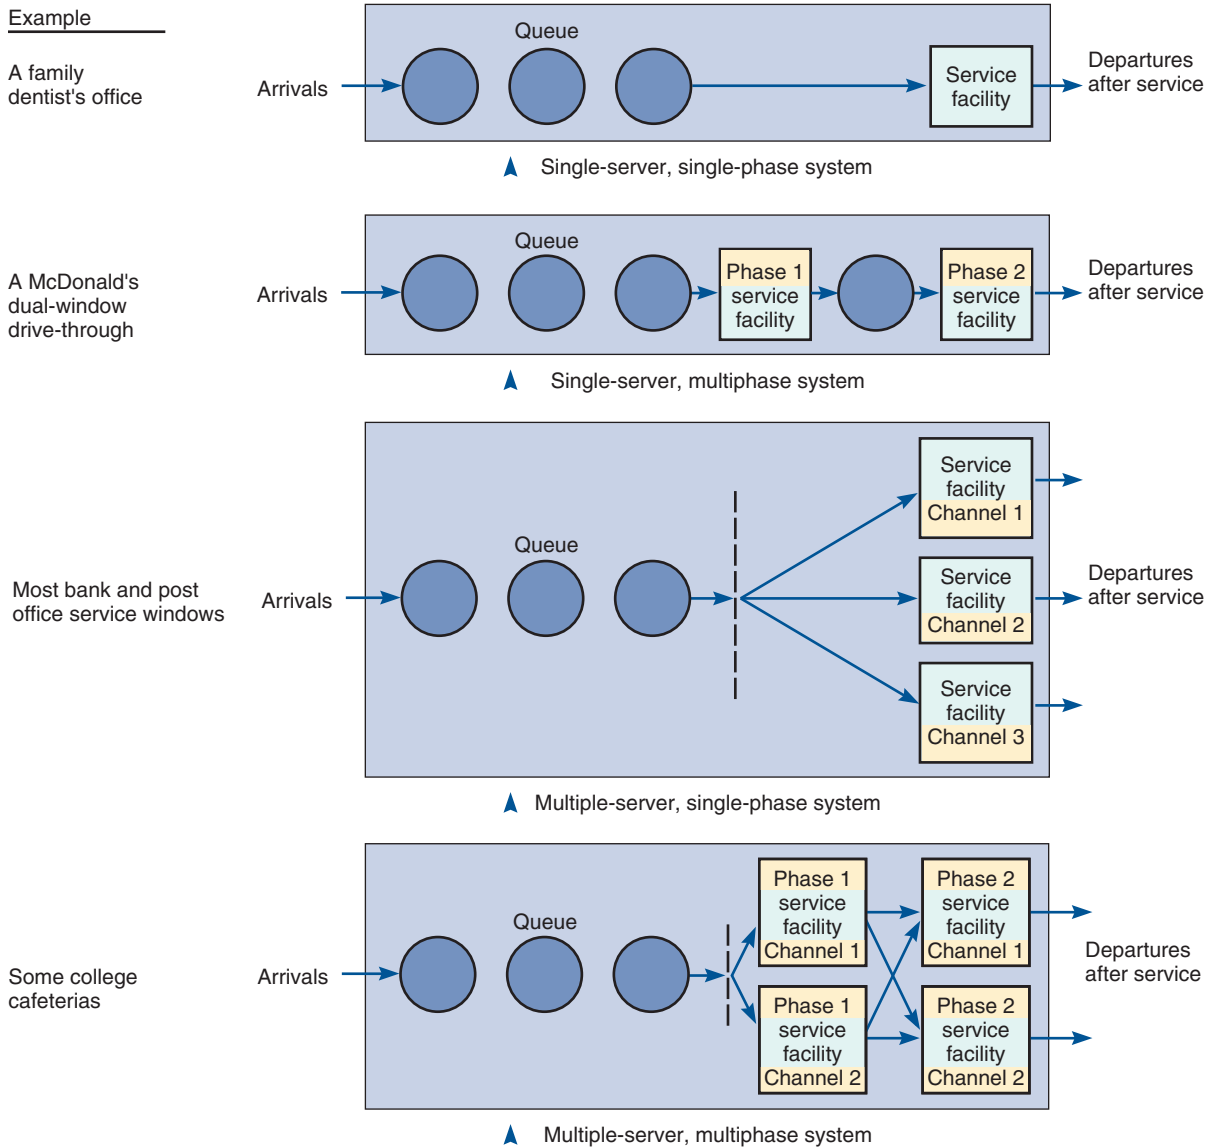 Example
A family
dentist's office
Arrivals
Queue
Service
facility
Departures
after service
Single-server, single-phase system
A McDonald's
dual-window
drive-through
Arrivals
Queue
Phase 1
service
facility
Phase 2
service
facility
Departures
after service
Single-server, multiphase system
Most bank and post
office service windows
Arrivals
Queue
Service
facility
Channel 1
Service
facility
Channel 2
Service
facility
Channel 3
Departures
after service
Multiple-server, single-phase system
Some college
cafeterias
Arrivals
Queue
Phase 1
service
facility
Channel 1
Phase 2
service
facility
Channel 1
Phase 1
service
facility
Channel 2
Phase 2
service
facility
Channel 2
Departures
after service
Multiple-server, multiphase system